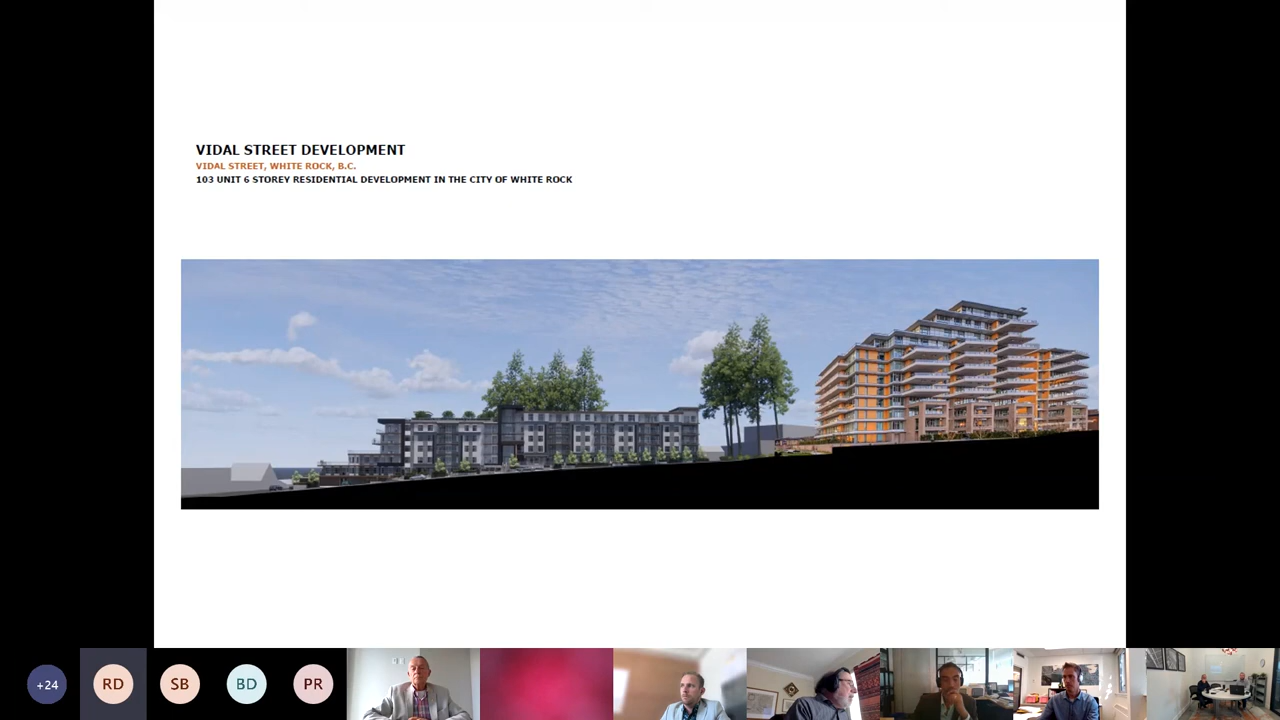 VIDAL STREET DEVELOPMENT
VIDAL STREET, WHITE ROCK, B.C.
103 UNIT 6 STOREY RESIDENTIAL DEVELOPMENT IN THE CITY OF WHITE ROCK
+24
RD
SB
BD
PR